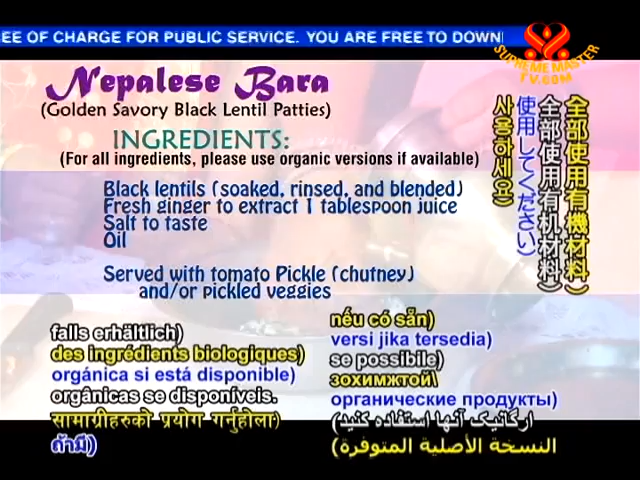 EE OF CHARGE FOR PUBLIC SERVICE. YOU ARE FREE TO DOWN
SUPREME MASTER
TV.COM
Nepalese Bara
(Golden Savory Black Lentil Patties)
INGREDIENTS:
(For all ingredients, please use organic versions if available)
Black lentils (soaked, rinsed, and blended)
Fresh ginger to extract 1 tablespoon juice
Salt to taste
Oil
Served with tomato Pickle (chutney)
and/or pickled veggies
全部使用有機材料)
全部使用有机材料)
使用してください)
사용하세요)
falls erhältlich)
des ingrédients biologiques)
orgánica si está disponible)
orgânicas se disponíveis.
सामाग्रीहरुको प्रयोग गर्नुहोला)
ถ้ามี)
nếu có sẵn)
versi jika tersedia)
se possibile)
зохимжтой\
органические продукты)
ارگانیک آنها استفاده کنید)
النسخة الأصلية المتوفرة)